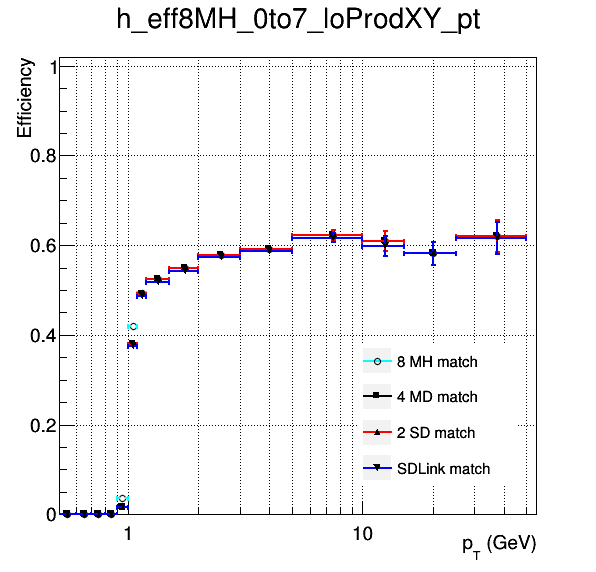 h_eff8MH_0to7_loProdXY_pt
Efficiency
1
0.8
0.6
0.4
0.2
0
8 MH match
4 MD match
2 SD match
SDLink match
1
10
p_T (GeV)